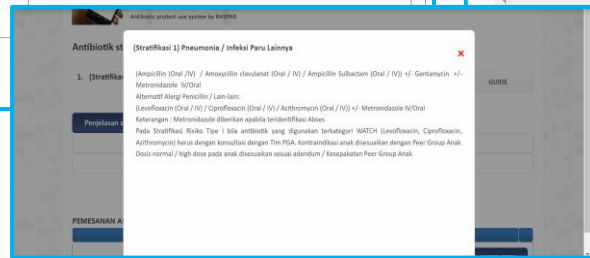 Antibiotic prudent use system by RASPRO
Antibiotik st
(Stratifikasi 1) Pneumonia / Infeksi Paru Lainnya
×
1. (Stratifikas
(Ampicillin (Oral /IV) / Amoxycillin clavulanat (Oral / IV) / Ampicillin Sulbactam (Oral / IV)) +/- Gentamycin +/-
Metronidazole IV/Oral
GUIDE
Alternatif Alergi Penicillin / Lain-lain:
(Levofloxacin (Oral / IV) / Ciprofloxacin (Oral / IV) / Azithromycin (Oral / IV)) +/- Metronidazole IV/Oral
Keterangan : Metronidazole diberikan apabila teridentifikasi Abses
Penjelasan s
Pada Stratifikasi Risiko Tipe I bila antibiotik yang digunakan terkategori WATCH (Levofloxacin, Ciprofloxacin,
Azithromycin) harus dengan konsultasi dengan Tim PGA, Kontraindikasi anak disesuaikan dengan Peer Group Anak
Dosis normal / high dose pada anak disesuaikan sesuai adendum / Kesepakatan Peer Group Anak
PEMESANAN A